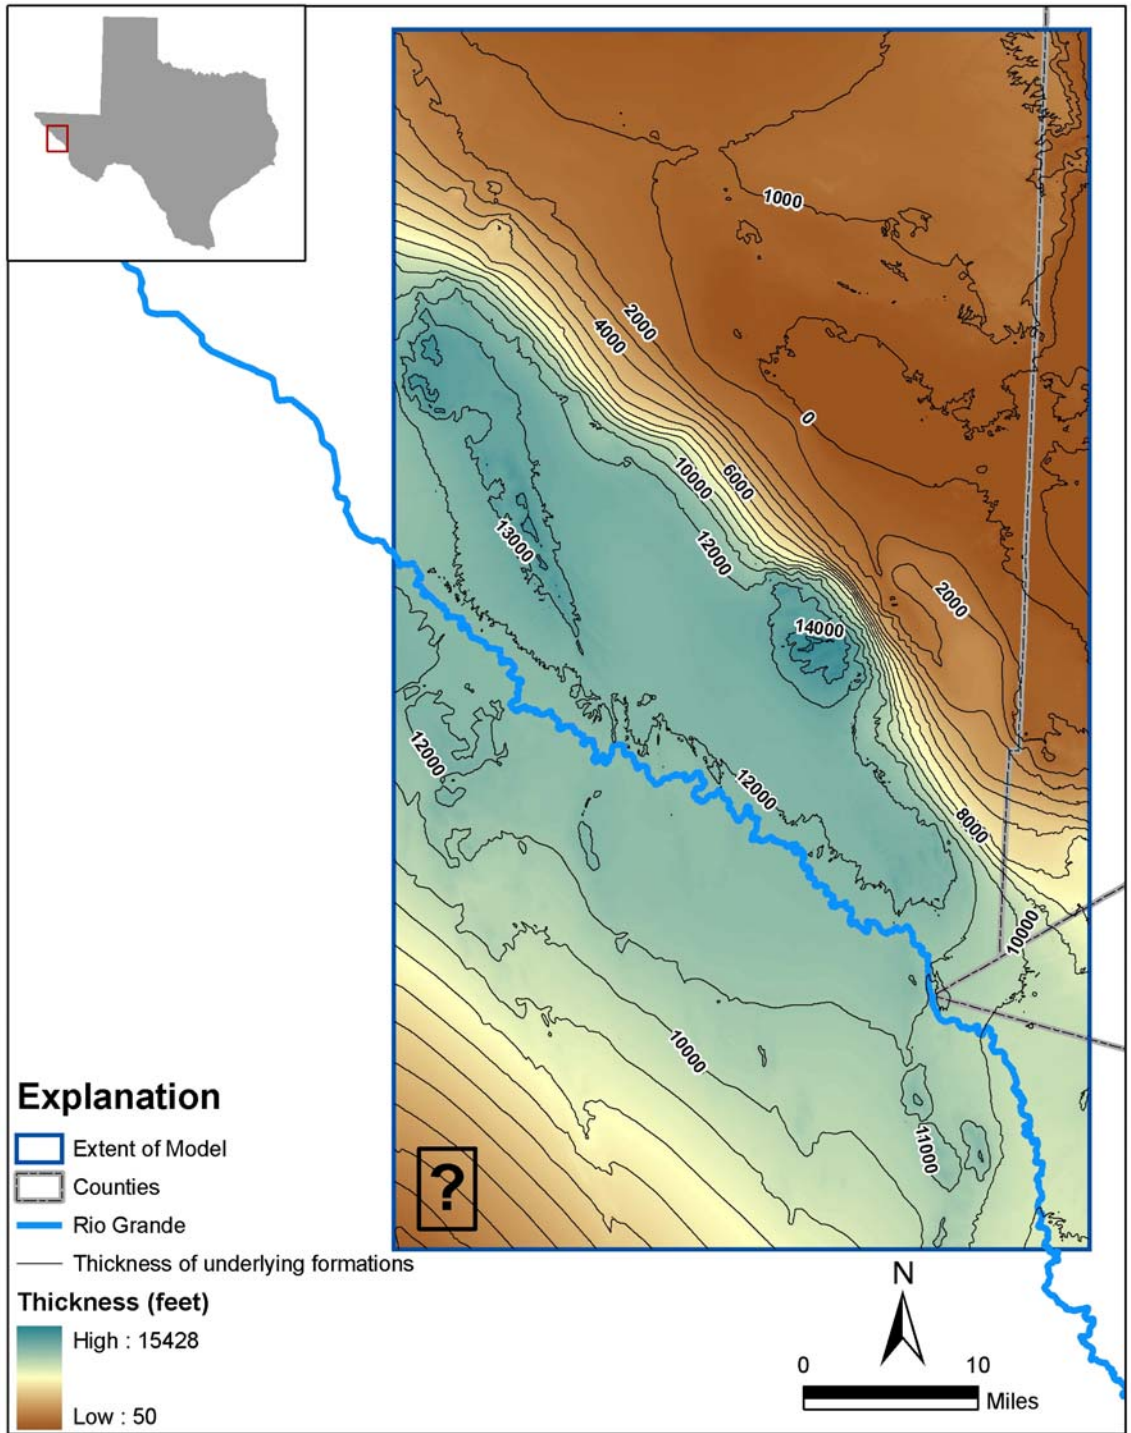 1000
2000
4000
0
10000
6000
13000
12000
2000
14000
12000
12000
8000
10000
10000
11000
?
Explanation
Extent of Model
Counties
Rio Grande
Thickness of underlying formations
Thickness (feet)
High : 15428
Low : 50
N
0 10
Miles